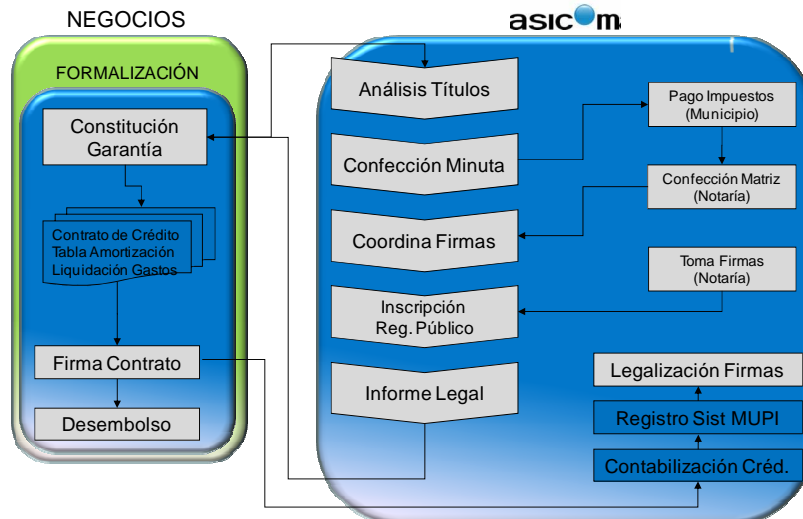 NEGOCIOS
FORMALIZACIÓN
Constitución
Garantía
Contrato de Crédito
Tabla Amortización
Liquidación Gastos
Firma Contrato
Desembolso
asicom
Análisis Títulos
Confección Minuta
Coordina Firmas
Inscripción
Reg. Público
Informe Legal
Pago Impuestos
(Municipio)
Confección Matriz
(Notaría)
Toma Firmas
(Notaría)
Legalización Firmas
Registro Sist MUPI
Contabilización Créd.